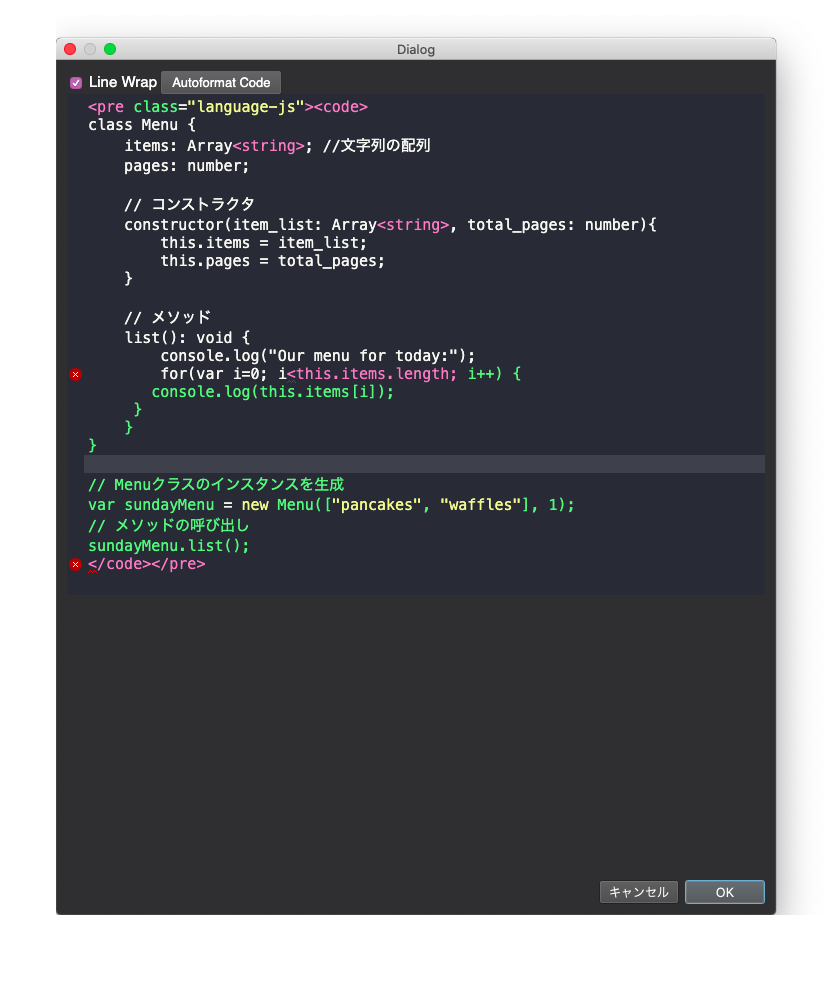 Dialog
Line Wrap Autoformat Code
<pre class="language-js"><code>
class Menu {
    items: Array<string>; //文字列の配列
    pages: number;

    // コンストラクタ
    constructor(item_list: Array<string>, total_pages: number){
        this.items = item_list;
        this.pages = total_pages;
    }

    // メソッド
    list(): void {
        console.log("Our menu for today:");
        for(var i=0; i<this.items.length; i++) {
       console.log(this.items[i]);
     }
    }
}

// Menuクラスのインスタンスを生成
var sundayMenu = new Menu(["pancakes", "waffles"], 1);
// メソッドの呼び出し
sundayMenu.list();
</code></pre>
キャンセル OK